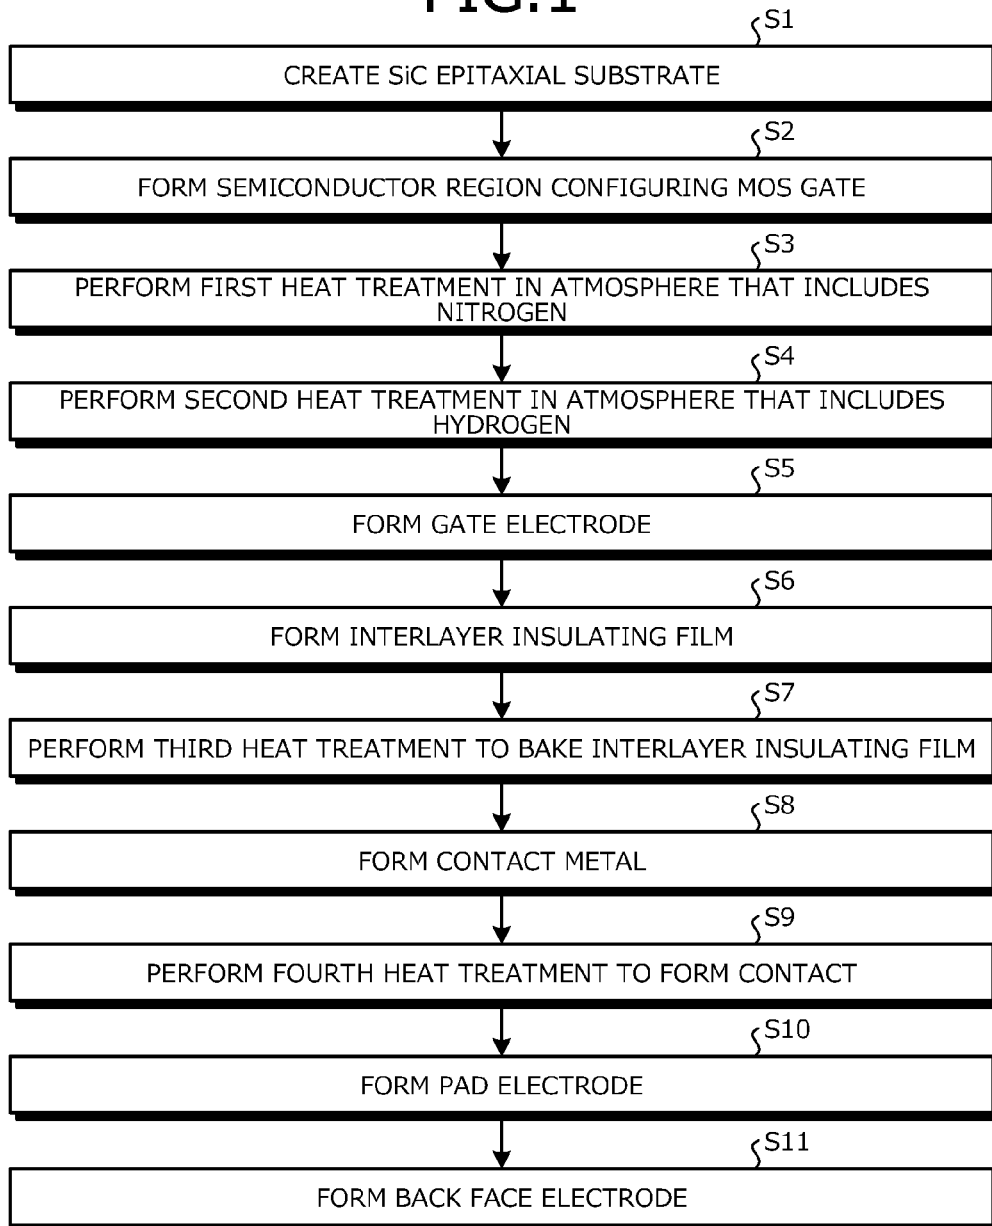 FIG.1
S1
CREATE SiC EPITAXIAL SUBSTRATE
S2
FORM SEMICONDUCTOR REGION CONFIGURING MOS GATE
S3
PERFORM FIRST HEAT TREATMENT IN ATMOSPHERE THAT INCLUDES
NITROGEN
S4
PERFORM SECOND HEAT TREATMENT IN ATMOSPHERE THAT INCLUDES
HYDROGEN
S5
FORM GATE ELECTRODE
S6
FORM INTERLAYER INSULATING FILM
S7
PERFORM THIRD HEAT TREATMENT TO BAKE INTERLAYER INSULATING FILM
S8
FORM CONTACT METAL
S9
PERFORM FOURTH HEAT TREATMENT TO FORM CONTACT
S10
FORM PAD ELECTRODE
S11
FORM BACK FACE ELECTRODE